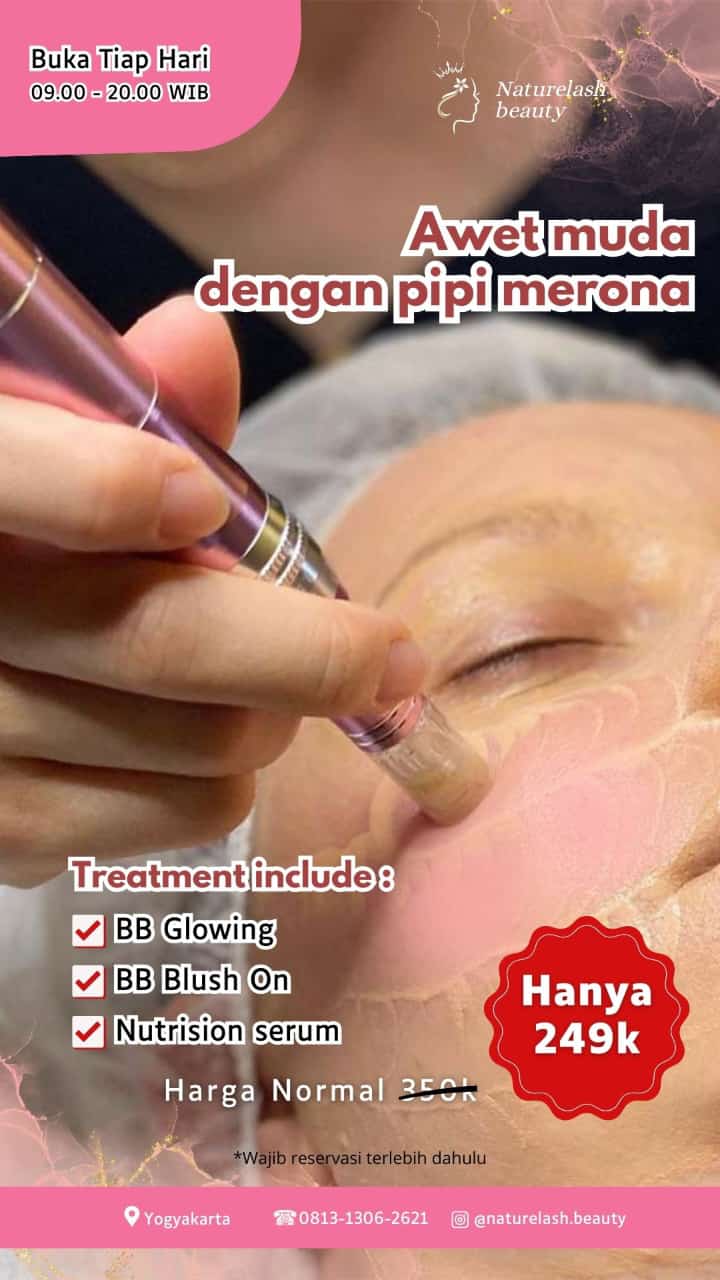 Buka Tiap Hari
09.00 - 20.00 WIB
Naturelash
beauty
Awet muda
dengan pipi merona
Treatment include :
BB Glowing
BB Blush On
Nutrision serum
Hanya
249k
Harga Normal 350k
*Wajib reservasi terlebih dahulu
Yogyakarta
0813-1306-2621
@naturelash.beauty